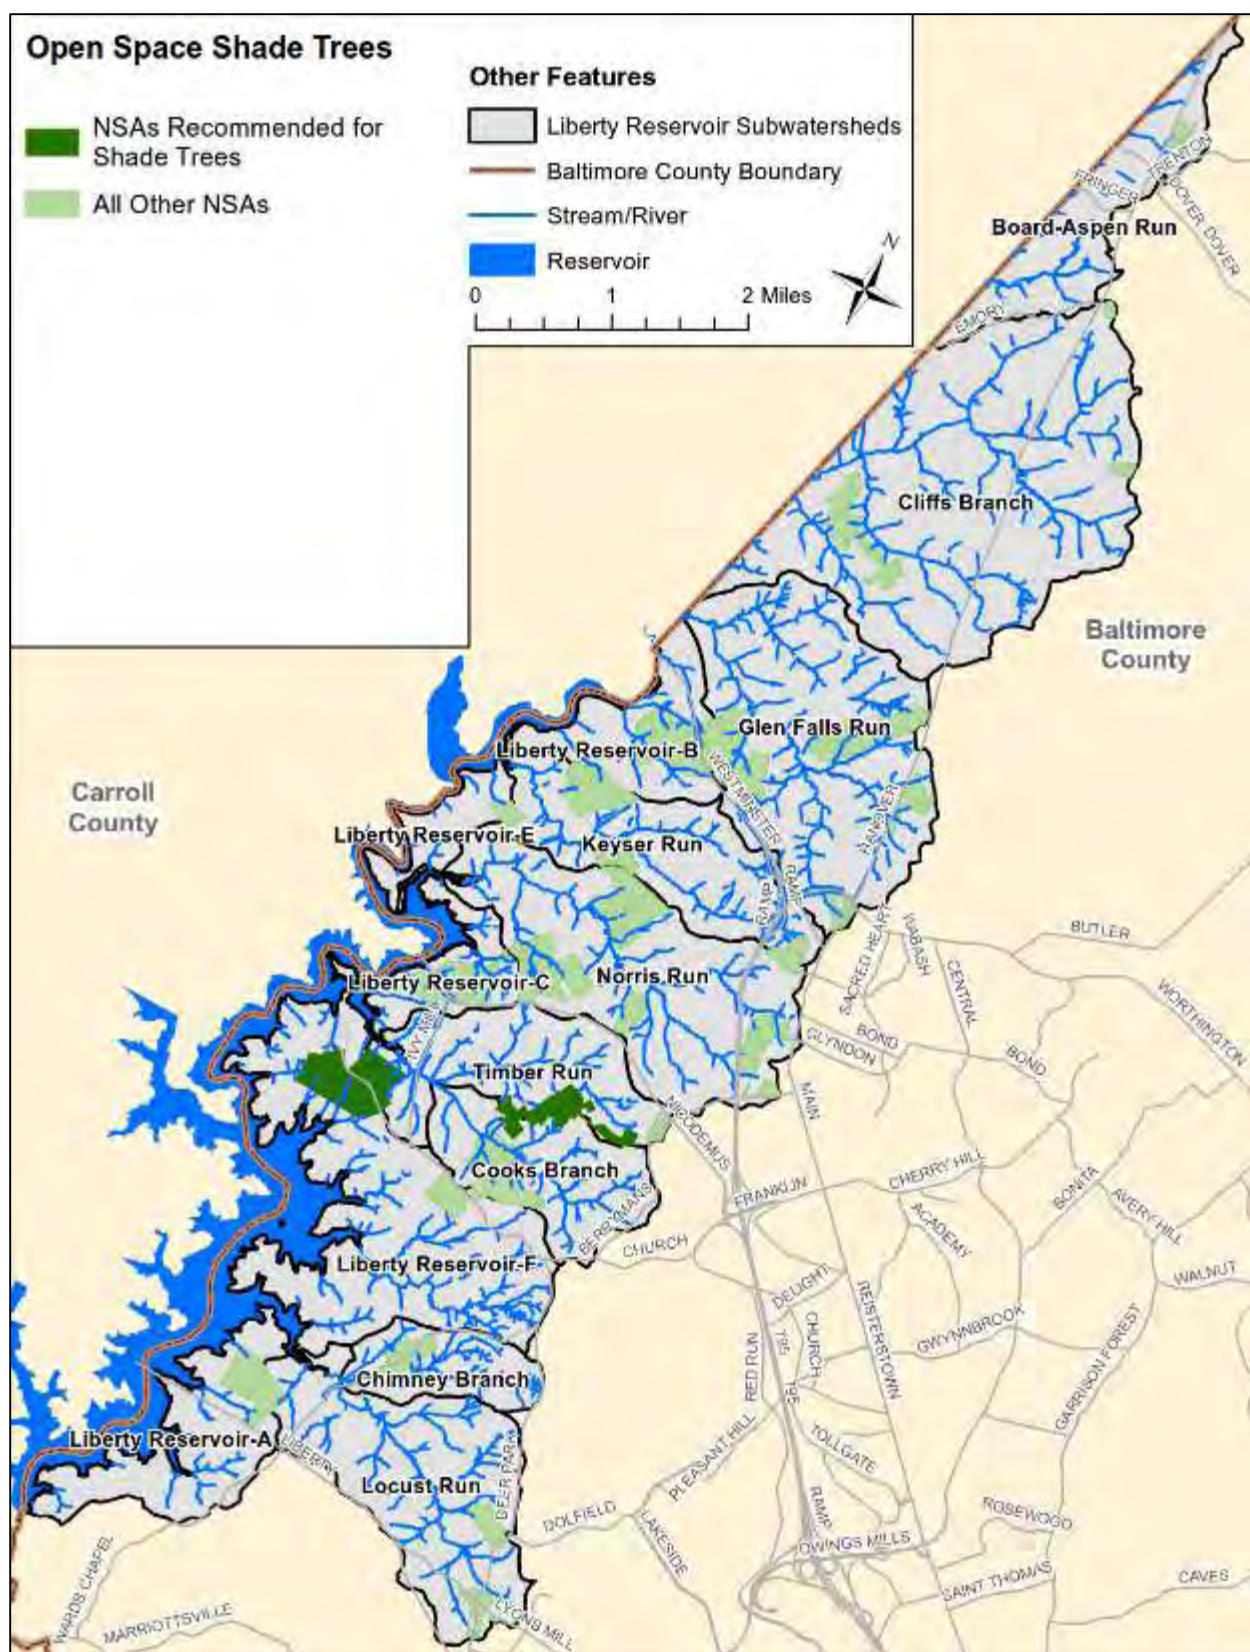 Open Space Shade Trees
NSAs Recommended for
Shade Trees
All Other NSAs
Other Features
Liberty Reservoir Subwatersheds
Baltimore County Boundary
Stream/River
Reservoir
N
0 1 2 Miles
TRENTON
FRINGER
DOVER
DOVER
Board-Aspen Run
EMORY
Cliffs Branch
Baltimore
County
Glen Falls Run
Liberty Reservoir-B
WESTMINSTER
HANOVER
Carroll
County
Liberty Reservoir-E
Keyser Run
RAMP
RAMP
SACRED HEART
WABASH
BUTLER
CENTRAL
WORTHINGTON
Liberty Reservoir-C
Norris Run
IVY MILL
BOND
GLYNDON
BOND
Timber Run
MAIN
NICODEMUS
Cooks Branch
CHERRY HILL
FRANKLIN
BONITA
AVERY HILL
ACADEMY
BERRYMANS
CHURCH
Liberty Reservoir-F
DELIGHT
WALNUT
REISTERSTOWN
GWYNNBROOK
CHURCH
795
RED RUN
795
GARRISON FOREST
Chimney Branch
Liberty Reservoir-A
LIBERTY
PLEASANT HILL
TOLLGATE
Locust Run
DEER PARK
DOLFIELD
RAMP
ROSEWOOD
LAKESIDE
OWINGS MILLS
SAINT THOMAS
CAVES
WARDS CHAPEL
MARRIOTTSVILLE
LYONS MILL